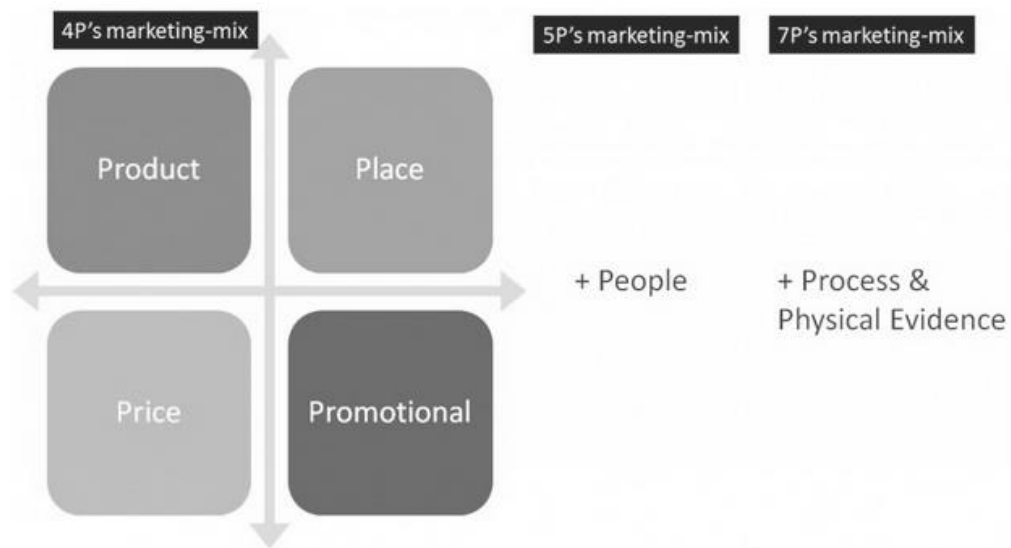 4P's marketing-mix
5P's marketing-mix
7P's marketing-mix
Product
Place
Price
Promotional
+ People
+ Process &
Physical Evidence